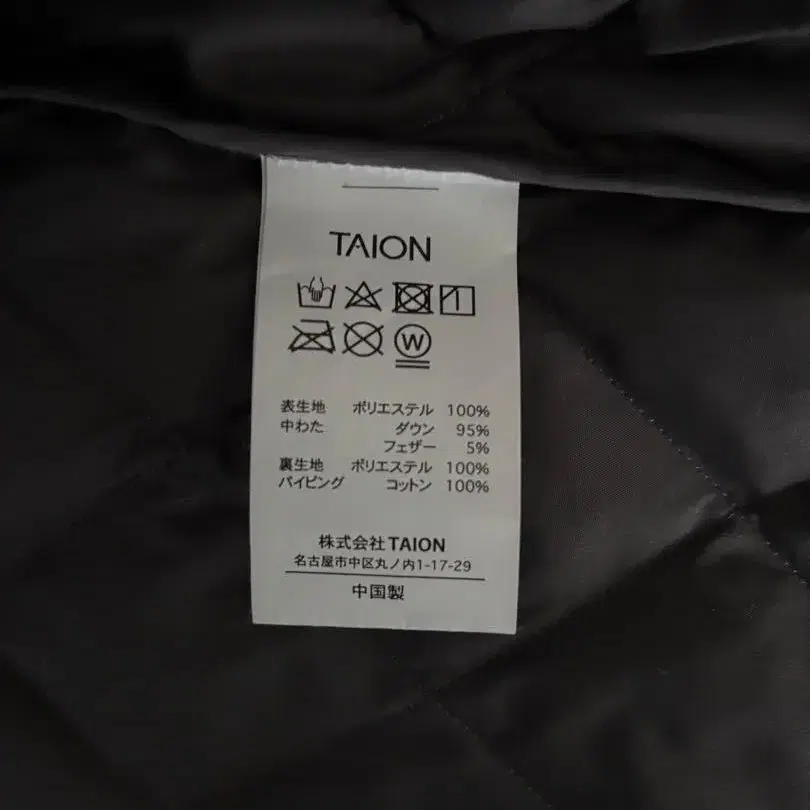 TAION
W
表生地 ポリエステル 100%
中わた ダウン 95%
フェザー 5%
裏生地 ポリエステル 100%
パイピング コットン 100%
株式会社TAION
名古屋市中区丸ノ内1-17-29
中国製